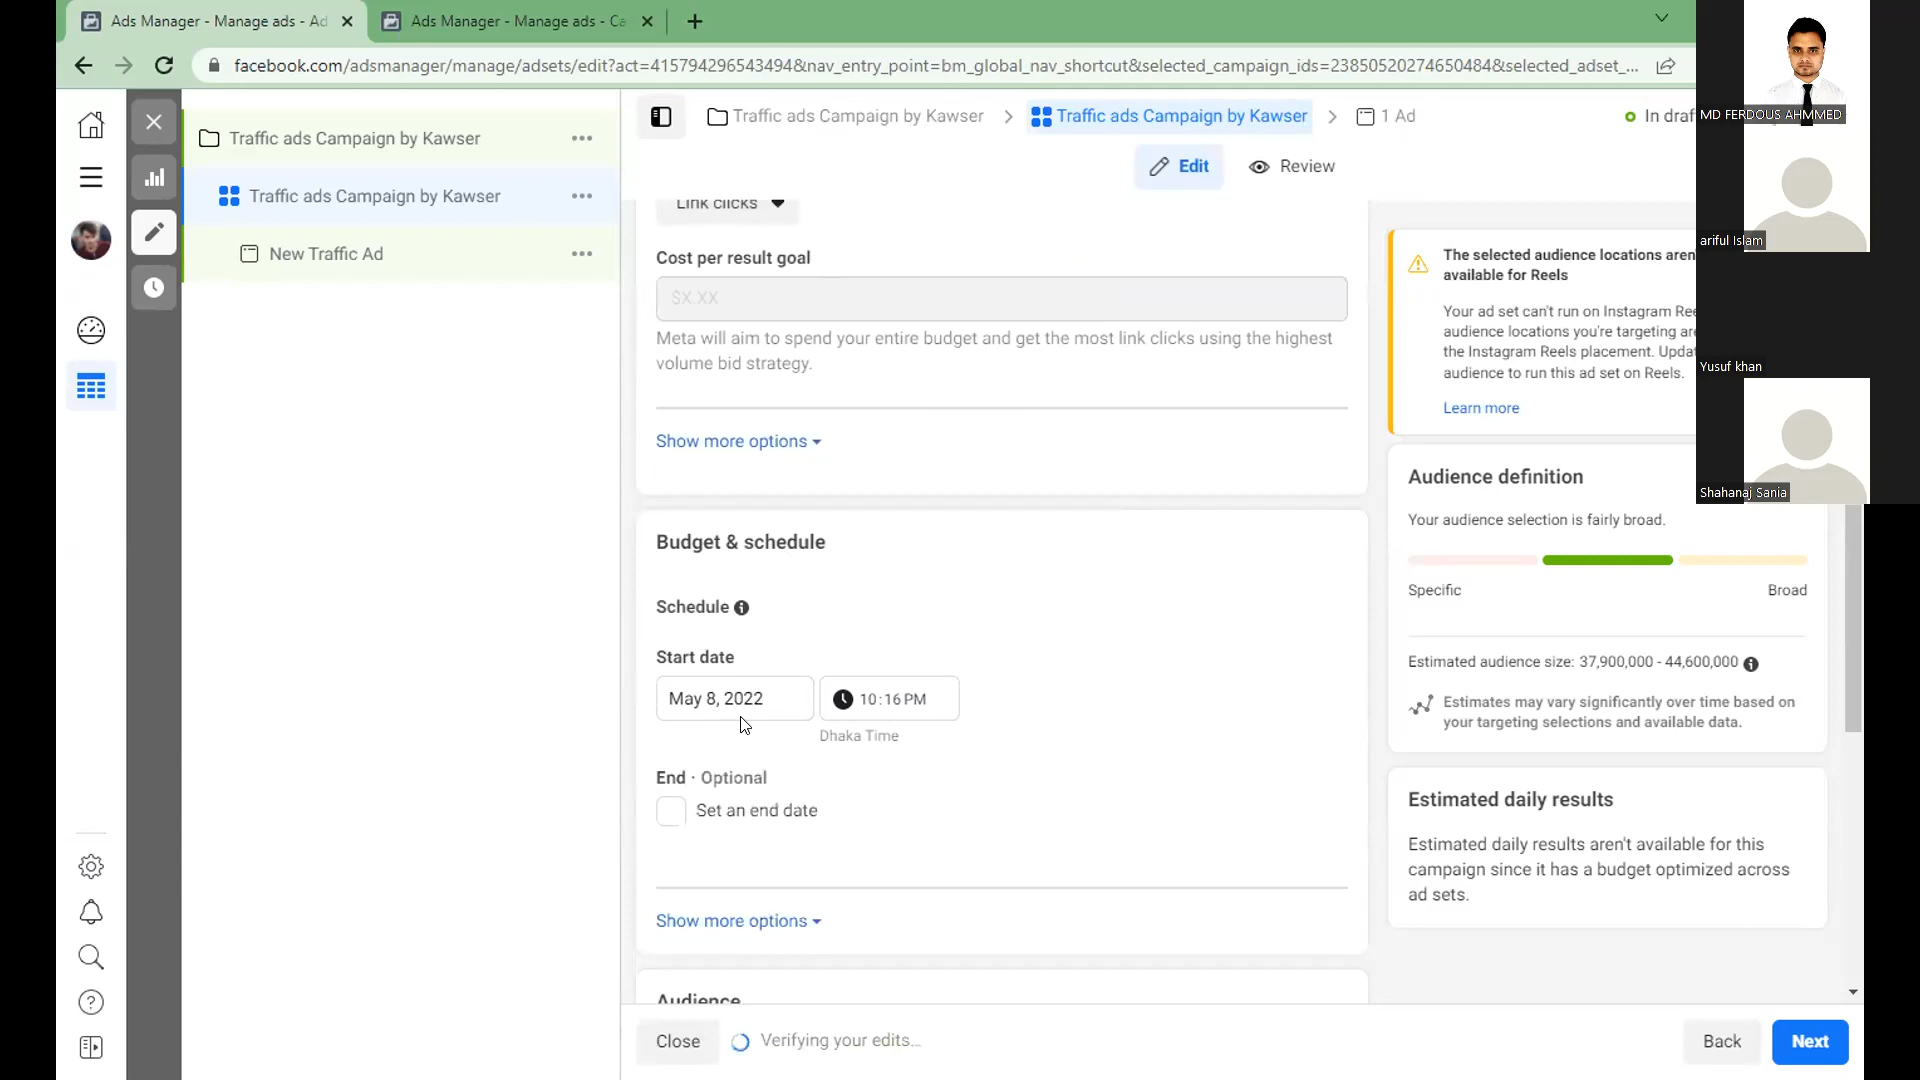 Ads Manager - Manage ads - Ad
Ads Manager - Manage ads - Ca
facebook.com/adsmanager/manage/adsets/edit?act=415794296543494&nav_entry_point=bm_global_nav_shortcut&selected_campaign_ids=23850520274650484&selected_adset_...
Traffic ads Campaign by Kawser
Traffic ads Campaign by Kawser
New Traffic Ad
Traffic ads Campaign by Kawser
Traffic ads Campaign by Kawser
1 Ad
In draf
Edit
Review
Link clicks
Cost per result goal
$X.XX
Meta will aim to spend your entire budget and get the most link clicks using the highest
volume bid strategy.
Show more options
Budget & schedule
Schedule
Start date
May 8, 2022
10:16 PM
Dhaka Time
End · Optional
Set an end date
Show more options
Audience
Close
Verifying your edits...
Back
Next
The selected audience locations aren
available for Reels
Your ad set can't run on Instagram Ree
audience locations you're targeting are
the Instagram Reels placement. Updat
audience to run this ad set on Reels.
Learn more
Audience definition
Your audience selection is fairly broad.
Specific
Broad
Estimated audience size: 37,900,000 - 44,600,000
Estimates may vary significantly over time based on
your targeting selections and available data.
Estimated daily results
Estimated daily results aren't available for this
campaign since it has a budget optimized across
ad sets.
MD FERDOUS AHMMED
ariful Islam
Yusuf khan
Shahanaj Sania